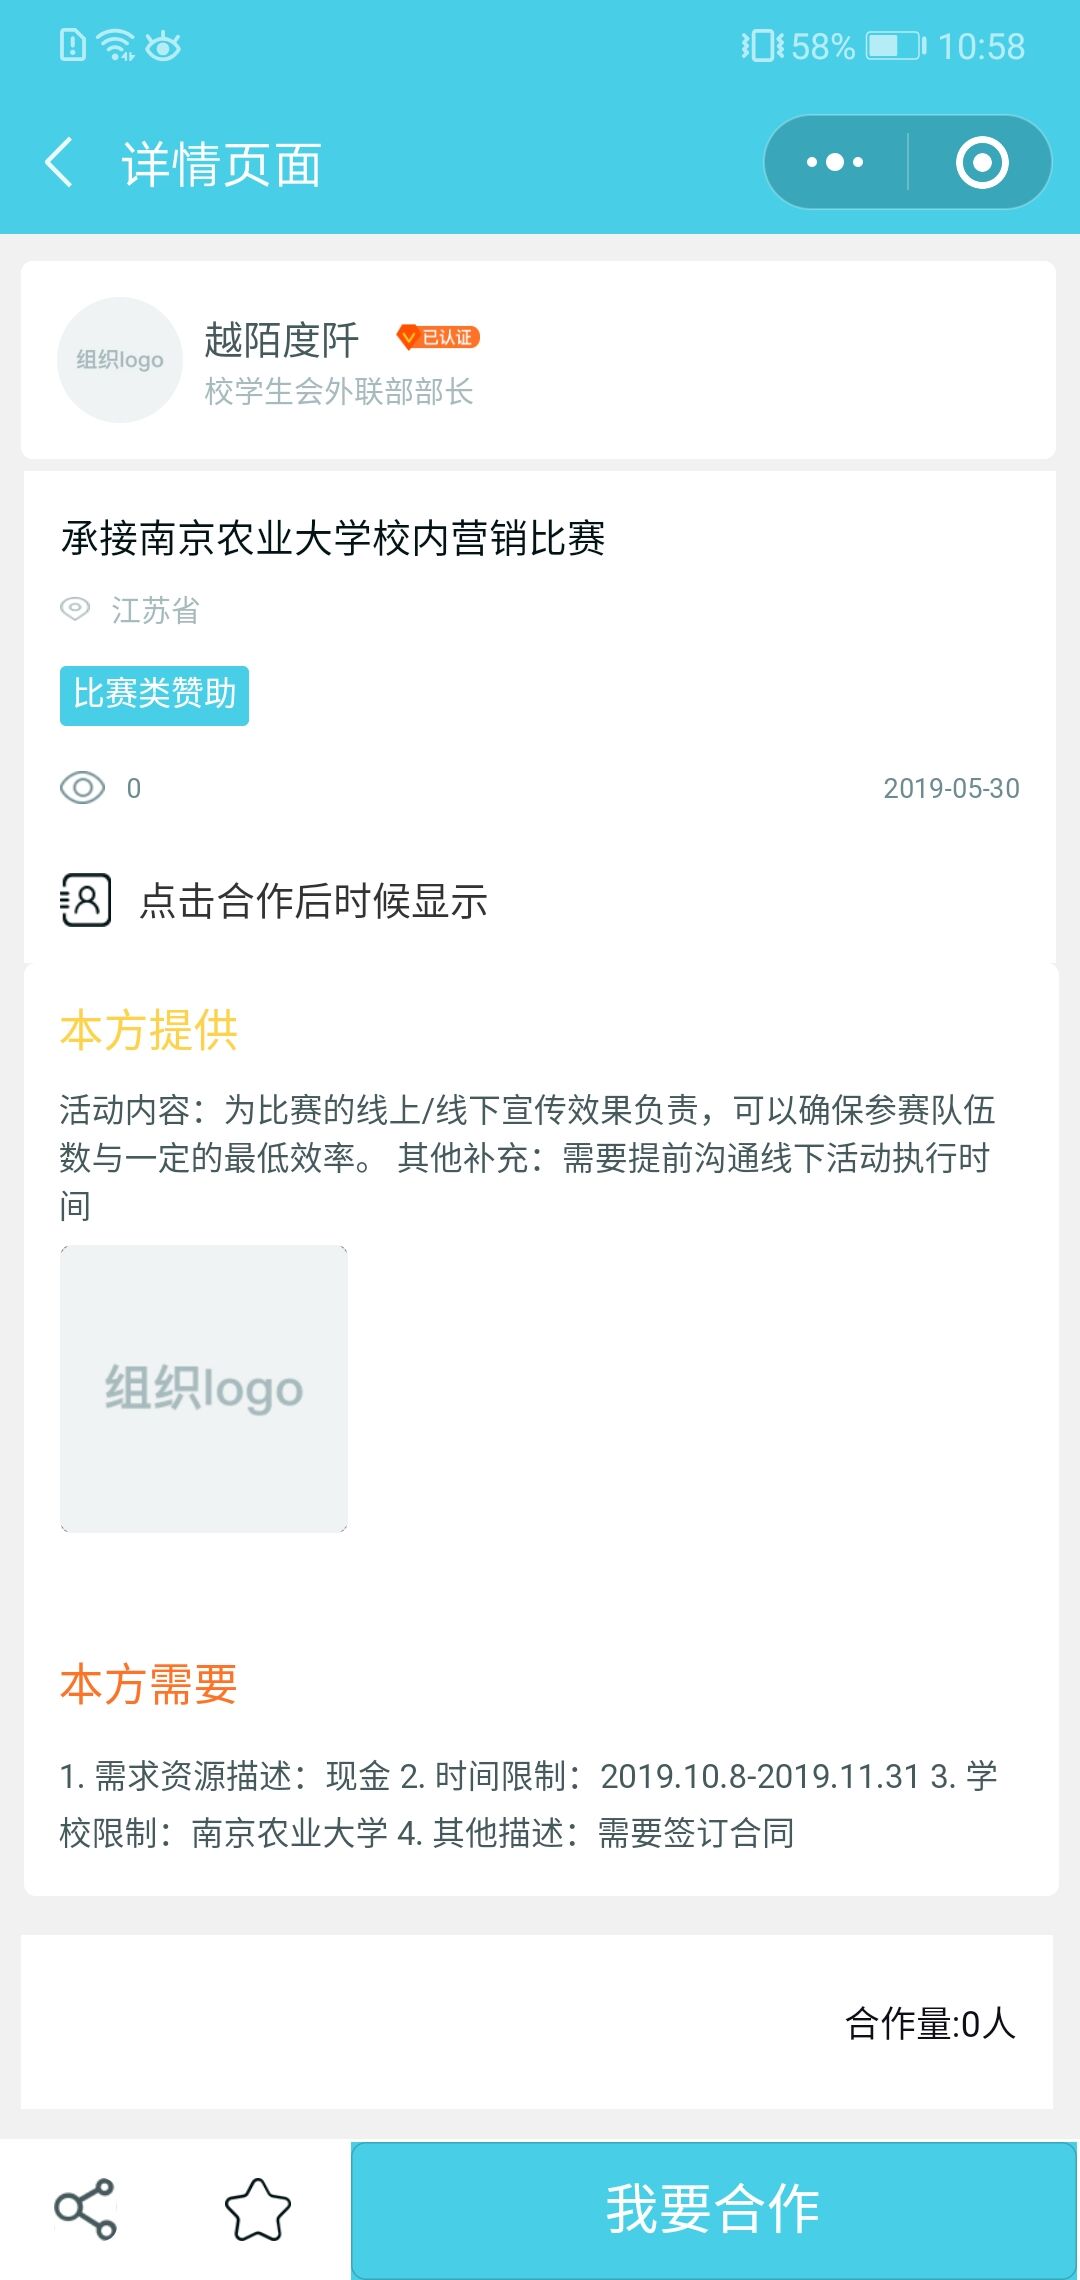 58% 10:58
详情页面
组织logo
越陌度阡 已认证
校学生会外联部部长
承接南京农业大学校内营销比赛
江苏省
比赛类赞助
0 2019-05-30
点击合作后时候显示
本方提供
活动内容：为比赛的线上/线下宣传效果负责，可以确保参赛队伍
数与一定的最低效率。 其他补充：需要提前沟通线下活动执行时
间
组织logo
本方需要
1. 需求资源描述：现金 2. 时间限制：2019.10.8-2019.11.31 3. 学
校限制：南京农业大学 4. 其他描述：需要签订合同
合作量:0人
我要合作